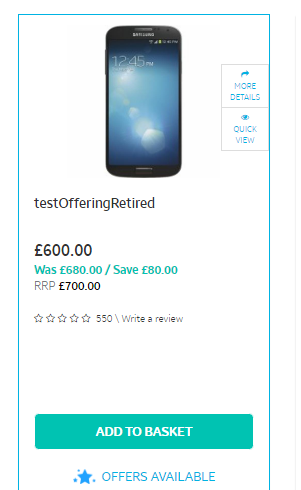 SAMSUNG
12:45PM
MORE
DETAILS
QUICK
VIEW
testOfferingRetired
£600.00
Was £680.00 / Save £80.00
RRP £700.00
550 \ Write a review
ADD TO BASKET
OFFERS AVAILABLE